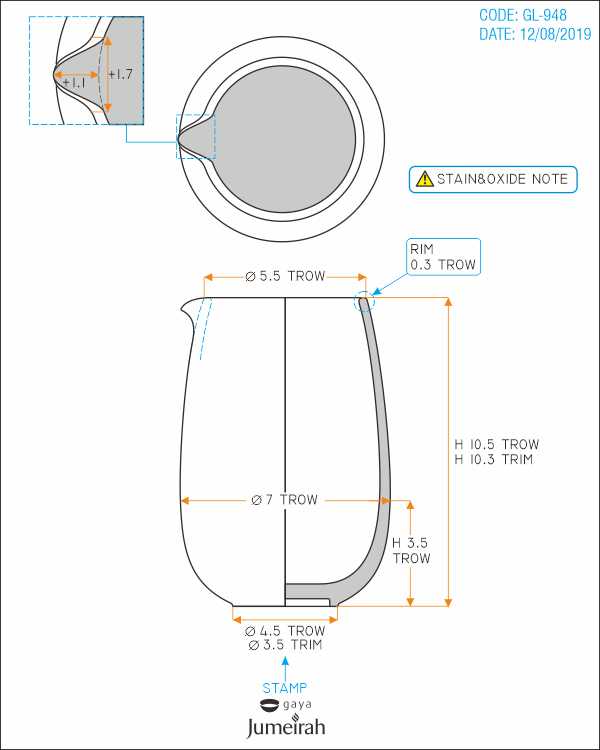 CODE: GL-948
DATE: 12/08/2019
+1.7
+1.1
STAIN&OXIDE NOTE
RIM
0.3 TROW
Ø 5.5 TROW
H 10.5 TROW
H 10.3 TRIM
Ø 7 TROW
H 3.5
TROW
Ø 4.5 TROW
Ø 3.5 TRIM
STAMP
gaya
Jumeirah